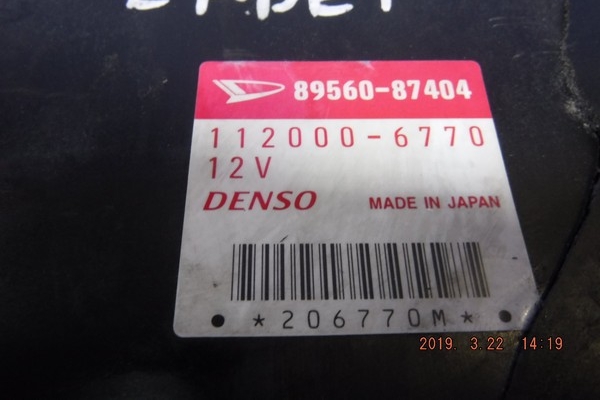 89560-87404
112000-6770
12V
DENSO MADE IN JAPAN
*206770M*
2019. 3.22 14:19